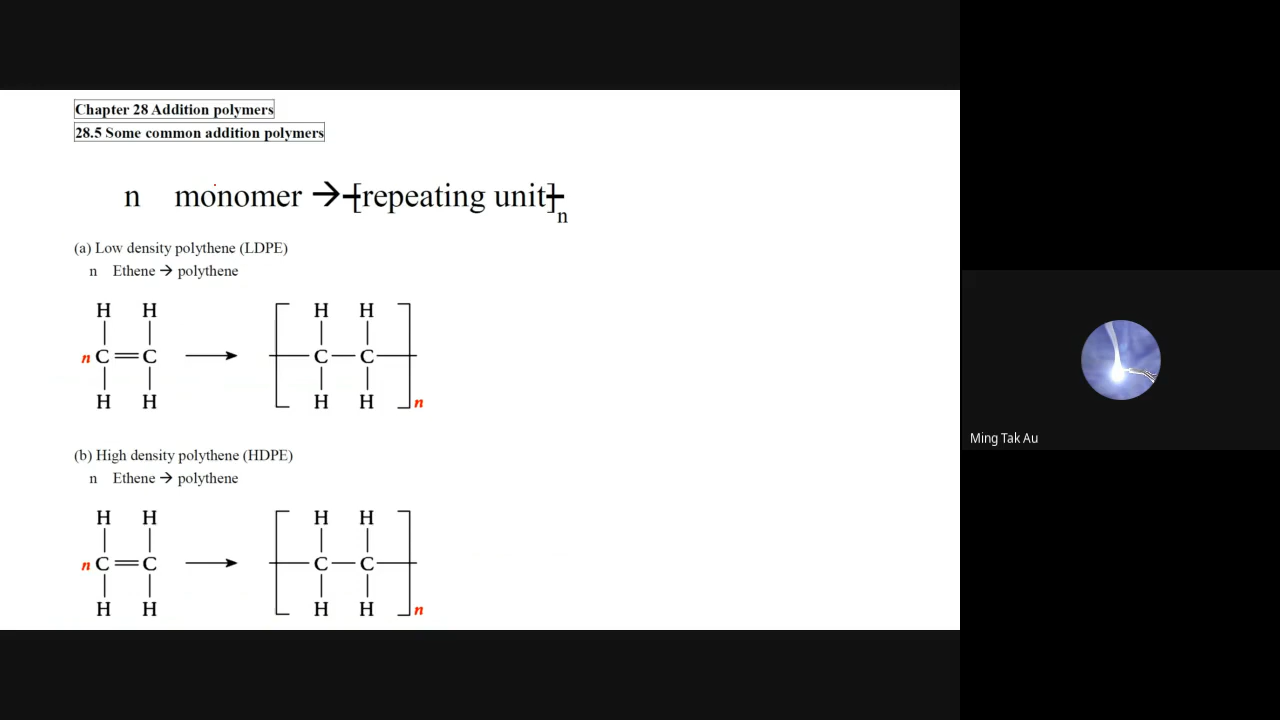 Chapter 28 Addition polymers
28.5 Some common addition polymers
n monomer → [repeating unit]
n
(a) Low density polythene (LDPE)
n Ethene → polythene
H H H H
n C = C → C — C
H H H H n
(b) High density polythene (HDPE)
n Ethene → polythene
H H H H
n C = C → C — C
H H H H n
Ming Tak Au